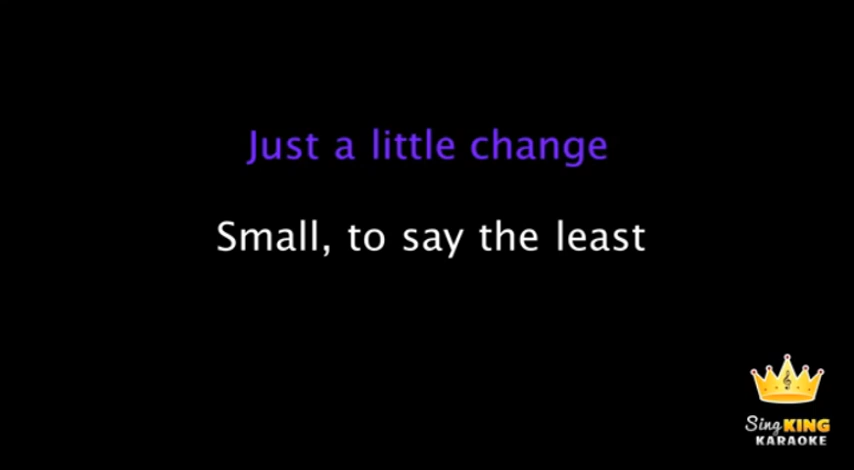 Just a little change
Small, to say the least
Sing KING
KARAOKE